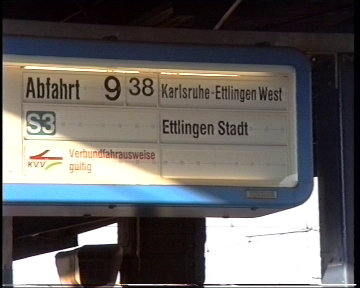 Abfahrt 9 38 Karlsruhe-Ettlingen West
S3 Ettlingen Stadt
KVV Verbundfahrausweise
gültig